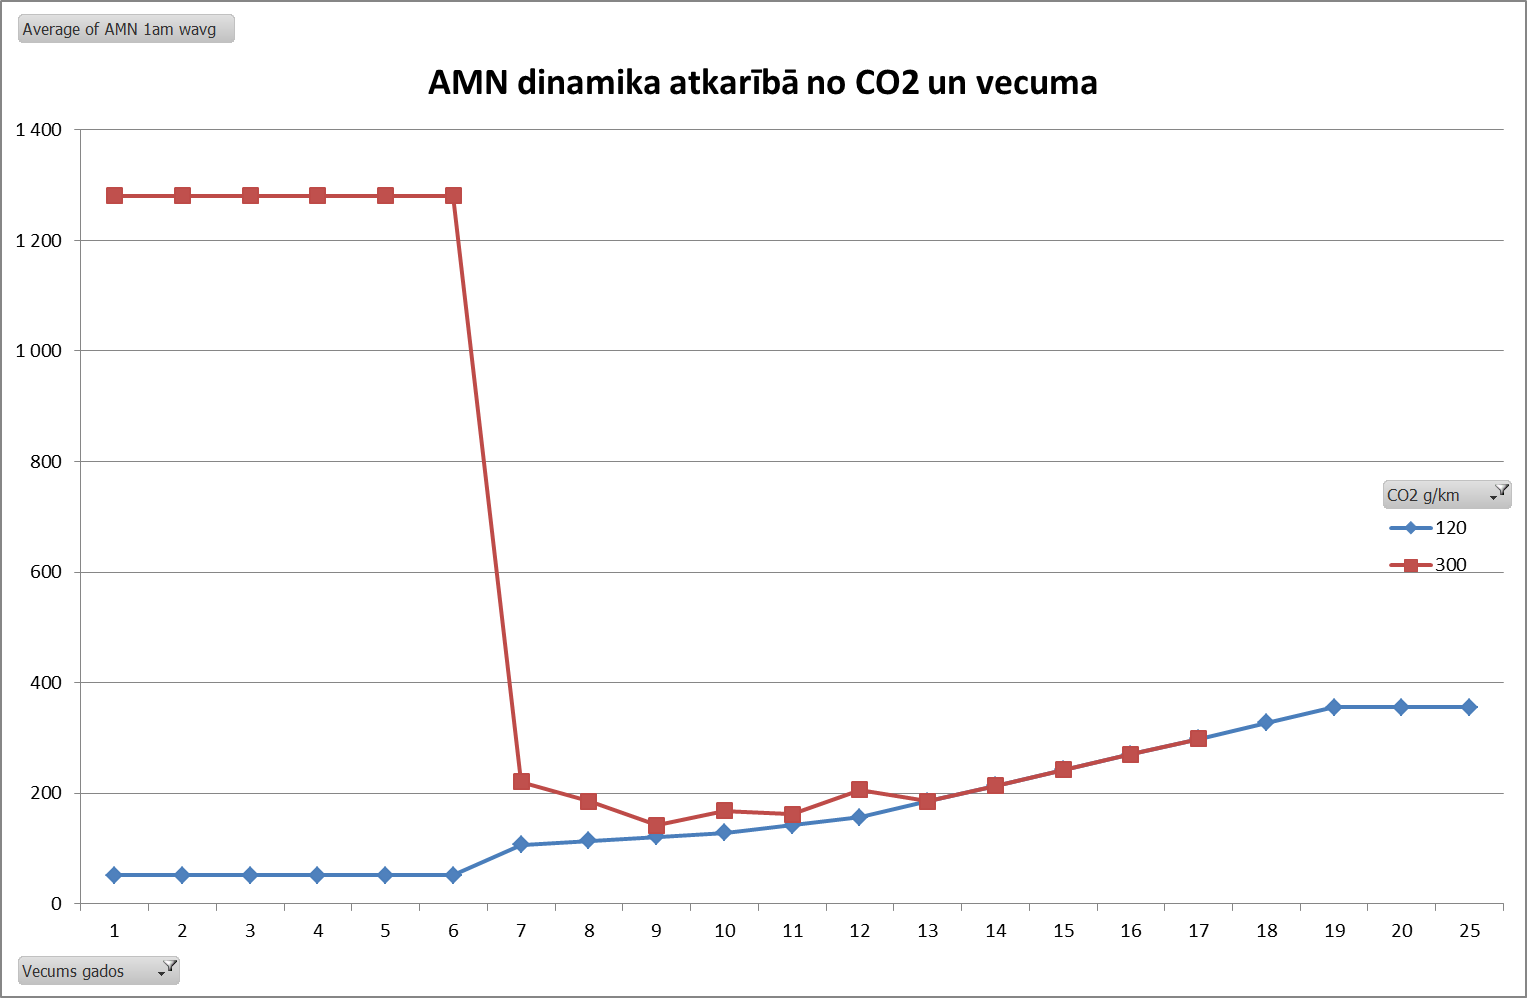 Average of AMN 1am wavg
AMN dinamika atkarībā no CO2 un vecuma
1 400
1 200
1 000
800
600
400
200
0
1 2 3 4 5 6 7 8 9 10 11 12 13 14 15 16 17 18 19 20 25
CO2 g/km
120
300
Vecums gados